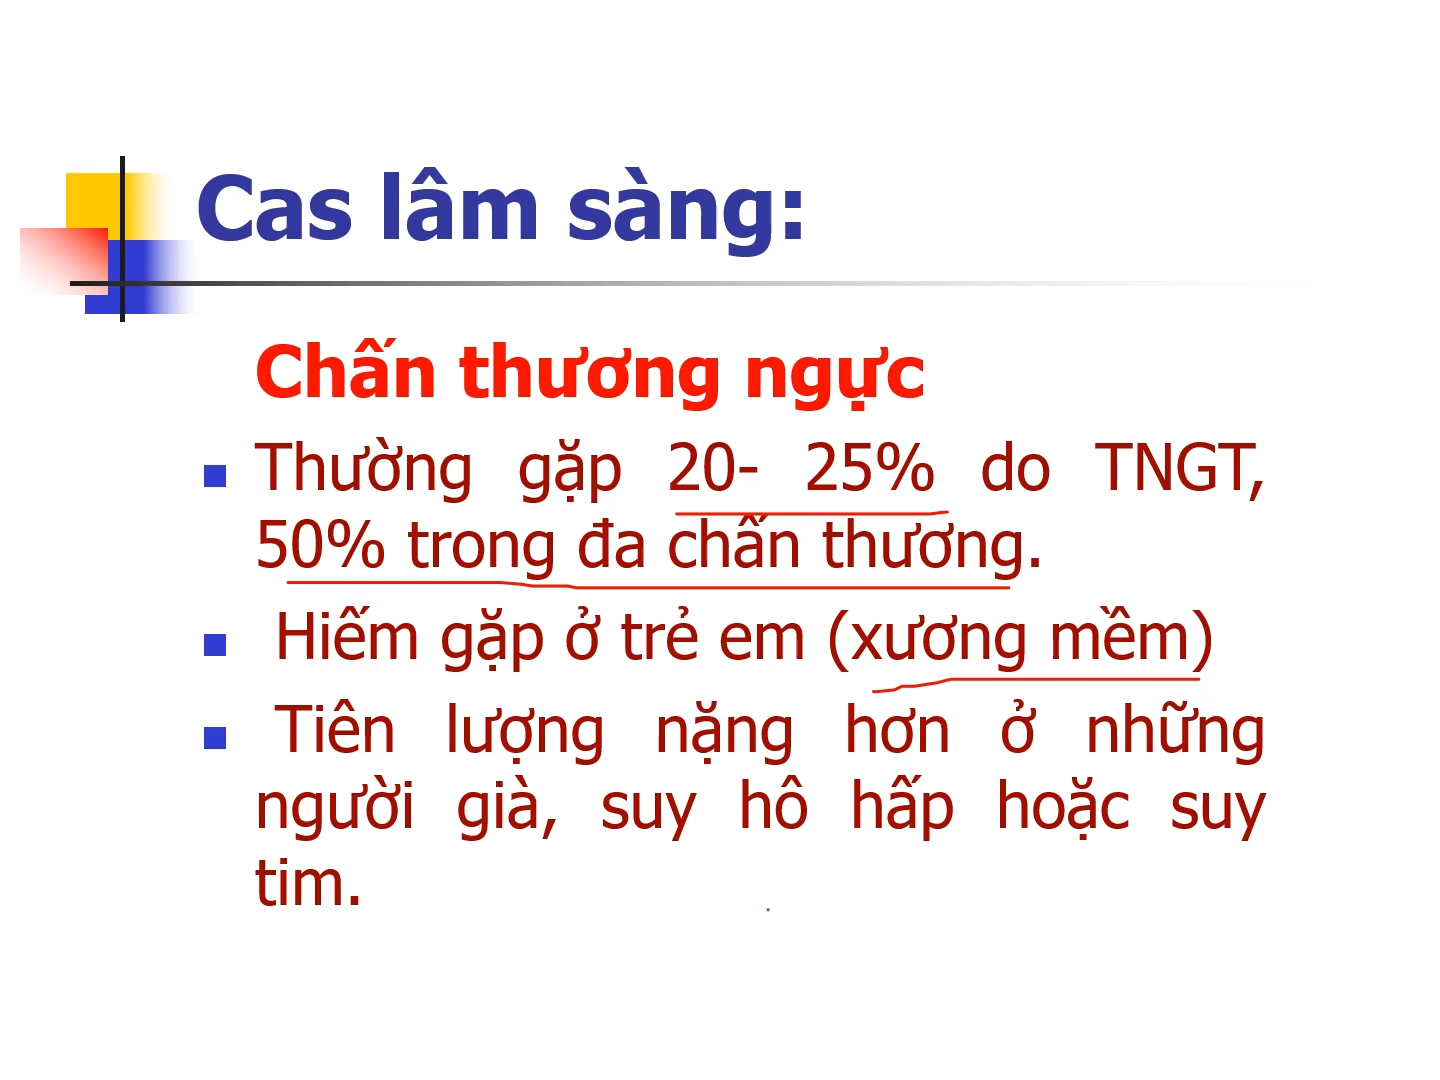 Cas lâm sàng:
Chấn thương ngực
Thường gặp 20- 25% do TNGT,
50% trong đa chấn thương.
Hiếm gặp ở trẻ em (xương mềm)
Tiên lượng nặng hơn ở những
người già, suy hô hấp hoặc suy
tim.